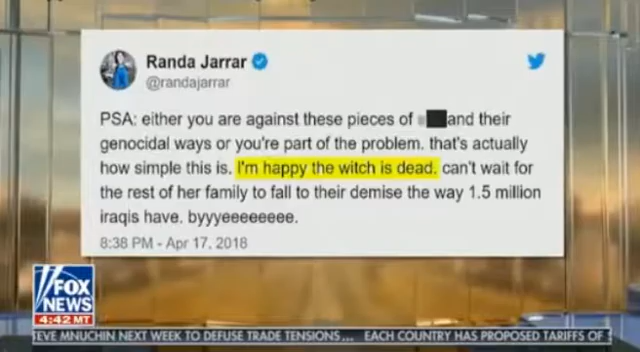 Randa Jarrar
@randajarrar
PSA: either you are against these pieces of and their
genocidal ways or you're part of the problem. that's actually
how simple this is. I'm happy the witch is dead. can't wait for
the rest of her family to fall to their demise the way 1.5 million
iraqis have. byyyeeeeeeee.
8:38 PM - Apr 17, 2018
FOX
NEWS
4:42 MT
TEVE MNUCHIN NEXT WEEK TO DEFUSE TRADE TENSIONS... EACH COUNTRY HAS PROPOSED TARIFFS OF